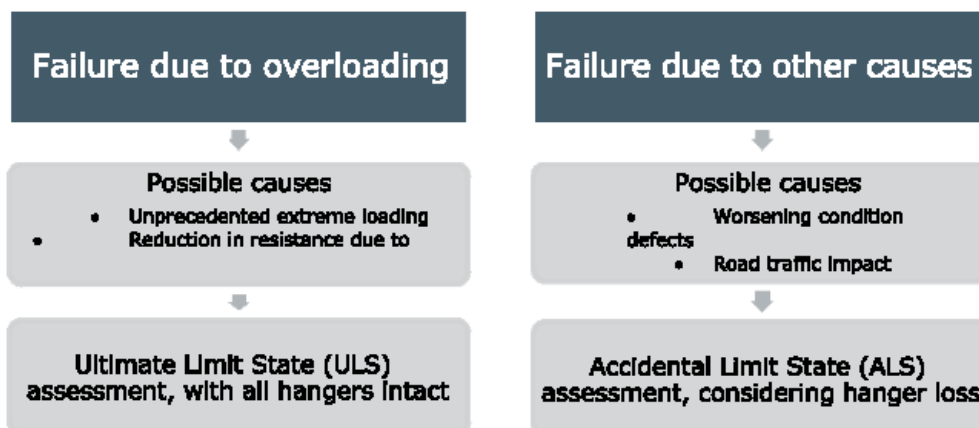 Failure due to overloading
Possible causes
• Unprecedented extreme loading
• Reduction in resistance due to
Ultimate Limit State (ULS)
assessment, with all hangers intact
Failure due to other causes
Possible causes
• Worsening condition
defects
• Road traffic impact
Accidental Limit State (ALS)
assessment, considering hanger loss